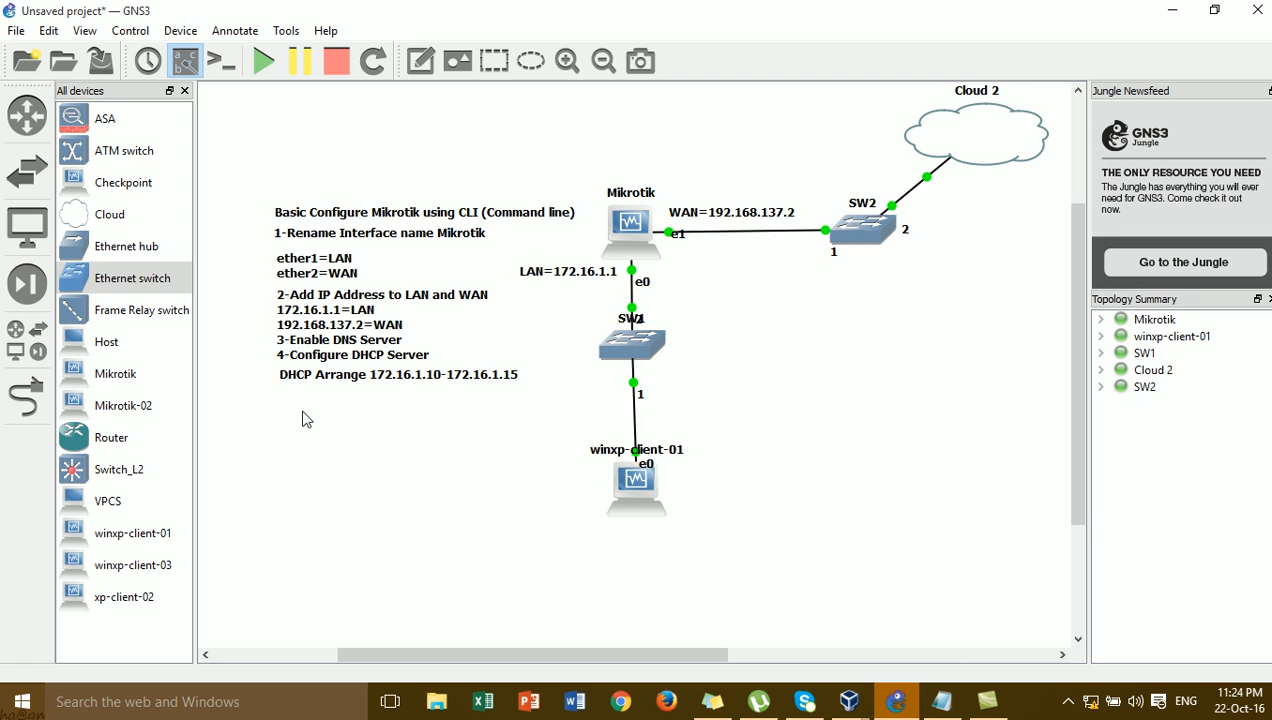 Unsaved project* — GNS3
File Edit View Control Device Annotate Tools Help
All devices
ASA
ATM switch
Checkpoint
Cloud
Ethernet hub
Ethernet switch
Frame Relay switch
Host
Mikrotik
Mikrotik-02
Router
Switch_L2
VPCS
winxp-client-01
winxp-client-03
xp-client-02
Basic Configure Mikrotik using CLI (Command line)
1-Rename Interface name Mikrotik
ether1=LAN
ether2=WAN
2-Add IP Address to LAN and WAN
172.16.1.1=LAN
192.168.137.2=WAN
3-Enable DNS Server
4-Configure DHCP Server
DHCP Arrange 172.16.1.10-172.16.1.15
Cloud 2
Mikrotik
WAN=192.168.137.2
e1
SW2
2
1
LAN=172.16.1.1
e0
SW1
2
1
winxp-client-01
e0
Jungle Newsfeed
GNS3
Jungle
THE ONLY RESOURCE YOU NEED
The Jungle has everything you will ever
need for GNS3. Come check it out
now.
Go to the Jungle
Topology Summary
Mikrotik
winxp-client-01
SW1
Cloud 2
SW2
Search the web and Windows
ENG
11:24 PM
22-Oct-16